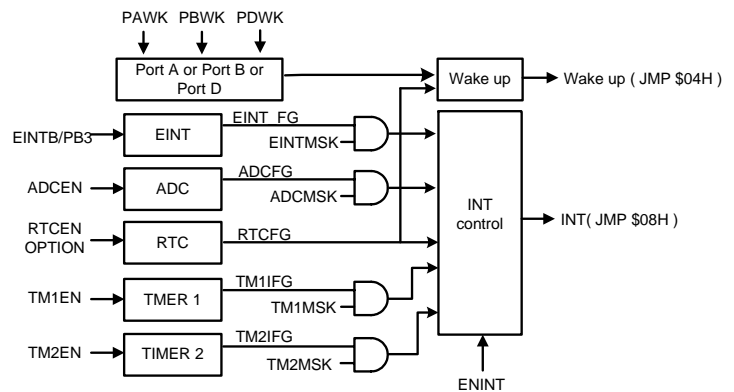 PAWK PBWK PDWK
Port A or Port B or
Port D
Wake up
Wake up ( JMP $04H )
EINTB/PB3
EINT
EINT_FG
EINTMSK
ADCEN
ADC
ADCFG
ADCMSK
RTCEN
OPTION
RTC
RTCFG
INT
control
INT( JMP $08H )
TM1EN
TMER 1
TM1IFG
TM1MSK
TM2EN
TIMER 2
TM2IFG
TM2MSK
ENINT